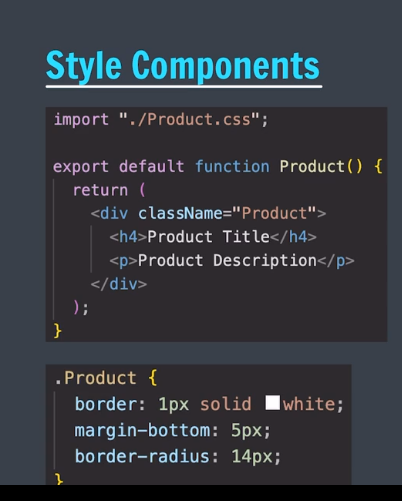 Style Components
import "./Product.css";
export default function Product() {
return (
<div className="Product">
<h4>Product Title</h4>
<p>Product Description</p>
</div>
);
}
.Product {
border: 1px solid white;
margin-bottom: 5px;
border-radius: 14px;
}